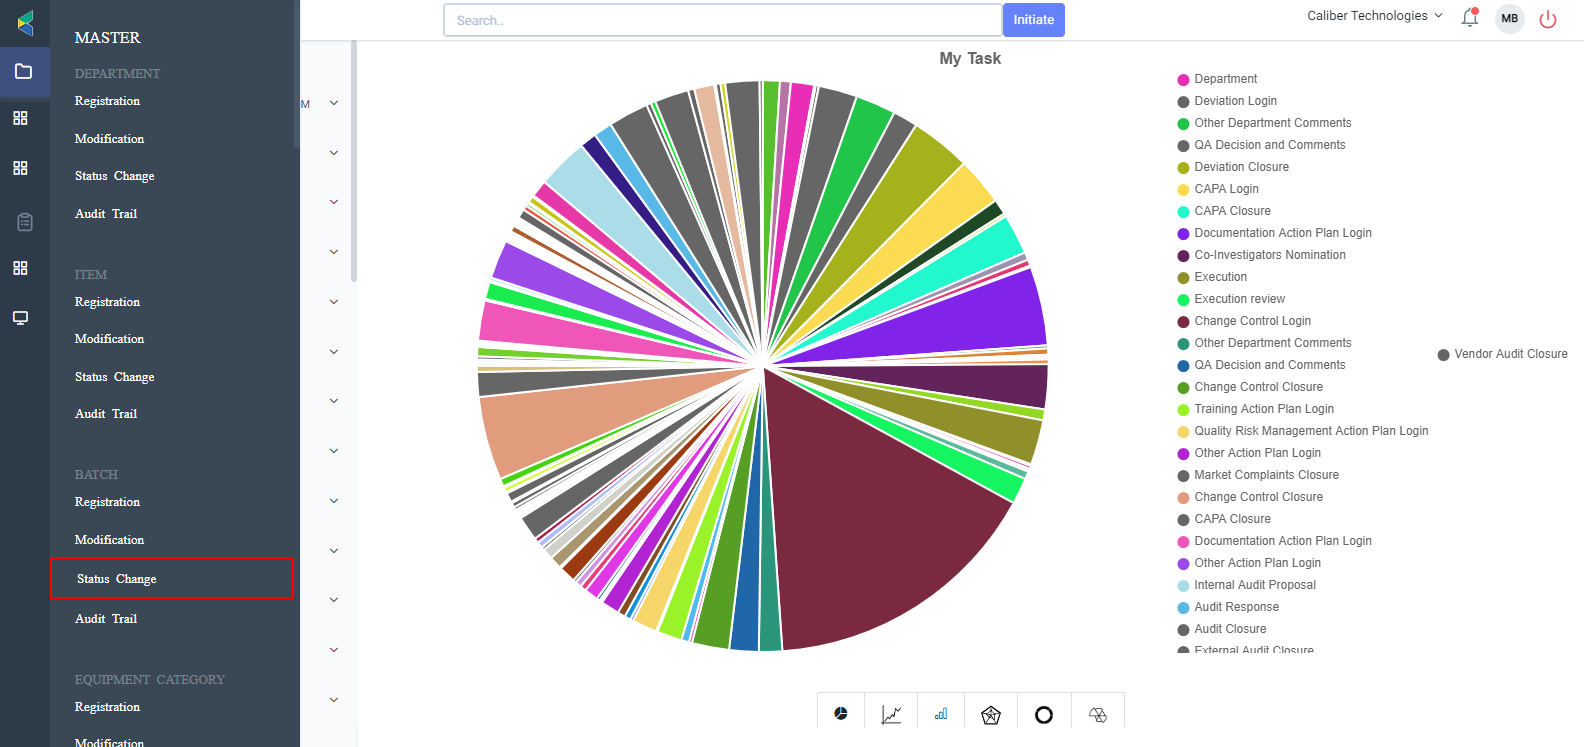 Search..
Initiate
Caliber Technologies
MB
MASTER
DEPARTMENT
Registration
Modification
Status Change
Audit Trail
ITEM
Registration
Modification
Status Change
Audit Trail
BATCH
Registration
Modification
Status Change
Audit Trail
EQUIPMENT CATEGORY
Registration
Modification
M
My Task
Department
Deviation Login
Other Department Comments
QA Decision and Comments
Deviation Closure
CAPA Login
CAPA Closure
Documentation Action Plan Login
Co-Investigators Nomination
Execution
Execution review
Change Control Login
Other Department Comments
QA Decision and Comments
Change Control Closure
Training Action Plan Login
Quality Risk Management Action Plan Login
Other Action Plan Login
Market Complaints Closure
Change Control Closure
CAPA Closure
Documentation Action Plan Login
Other Action Plan Login
Internal Audit Proposal
Audit Response
Audit Closure
External Audit Closure
Vendor Audit Closure